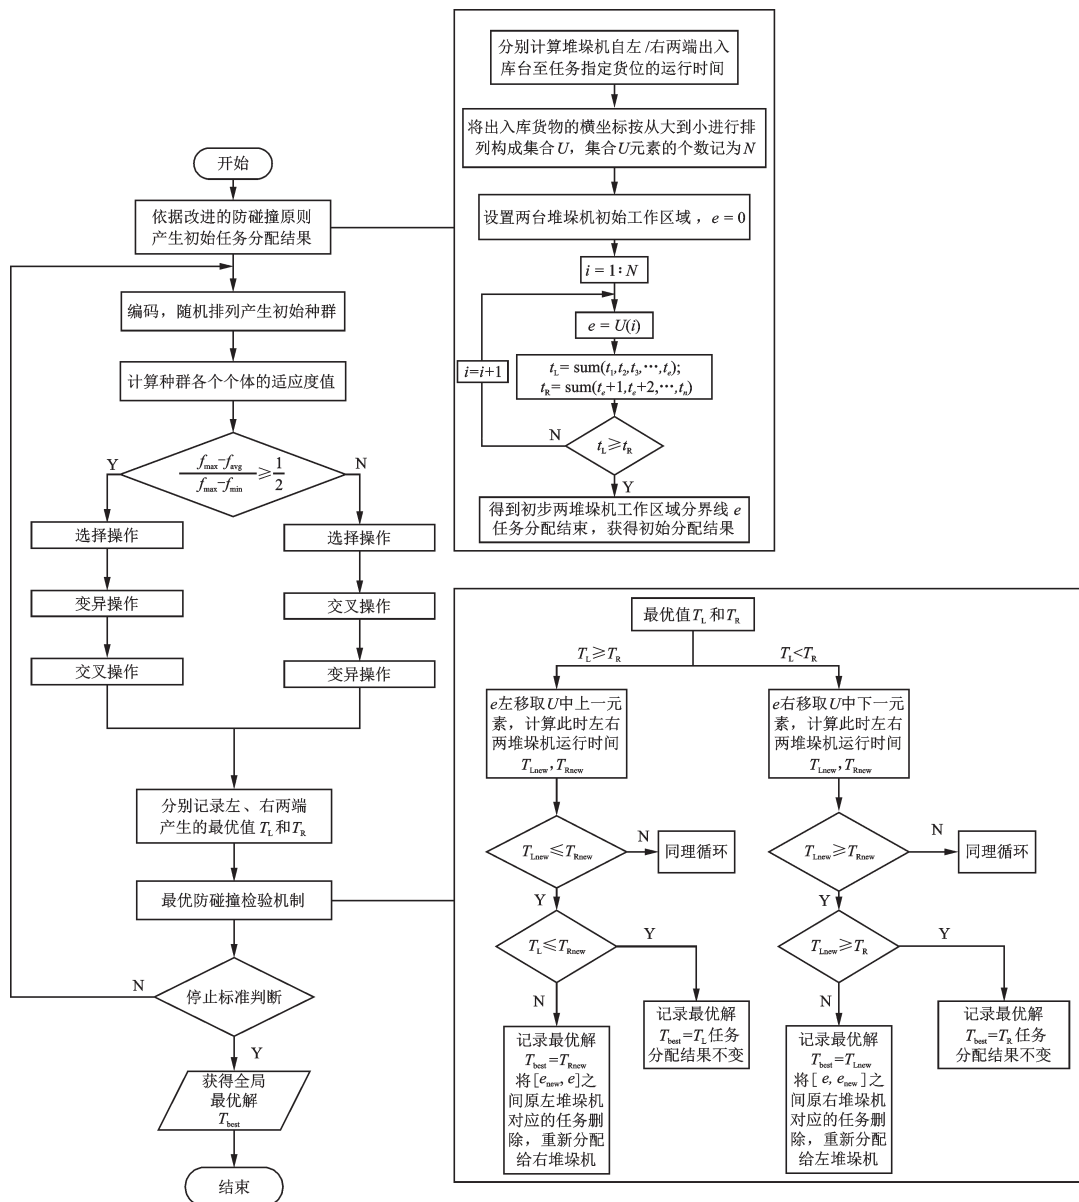 开始
依据改进的防碰撞原则
产生初始任务分配结果
编码，随机排列产生初始种群
计算种群各个个体的适应度值
Y
f_max−f_avg
f_max−f_min
≥
1
2
N
选择操作
变异操作
交叉操作
选择操作
交叉操作
变异操作
分别记录左、右两端
产生的最优值 T_L 和T_R
最优防碰撞检验机制
N
停止标准判断
Y
获得全局
最优解
T_best
结束
分别计算堆垛机自左/右两端出入
库台至任务指定货位的运行时间
将出入库货物的横坐标按从大到小进行排
列构成集合U，集合U元素的个数记为N
设置两台堆垛机初始工作区域，e = 0
i = 1∶N
e = U(i)
i=i+1
t_L= sum(t_1,t_2,t_3,⋯,t_e);
t_R= sum(t_e+1,t_e+2,⋯,t_n)
N
t_L≥t_R
Y
得到初步两堆垛机工作区域分界线 e
任务分配结束，获得初始分配结果
最优值T_L 和T_R
T_L≥T_R
T_L<T_R
e左移取U中上一元
素，计算此时左右
两堆垛机运行时间
T_Lnew,T_Rnew
T_Lnew≤T_Rnew
N
同理循环
Y
T_L≤T_Rnew
Y
N
记录最优解
T_best=T_L任务
分配结果不变
记录最优解
T_best=T_Rnew
将[e_new,e]之
间原左堆垛机
对应的任务删
除，重新分配
给右堆垛机
e右移取U中下一元
素，计算此时左右
两堆垛机运行时间
T_Lnew,T_Rnew
T_Lnew≥T_Rnew
N
同理循环
Y
T_Lnew≥T_R
Y
N
记录最优解
T_best=T_R任务
分配结果不变
记录最优解
T_best=T_Lnew
将[e, e_new]之
间原右堆垛机
对应的任务删
除，重新分配
给左堆垛机